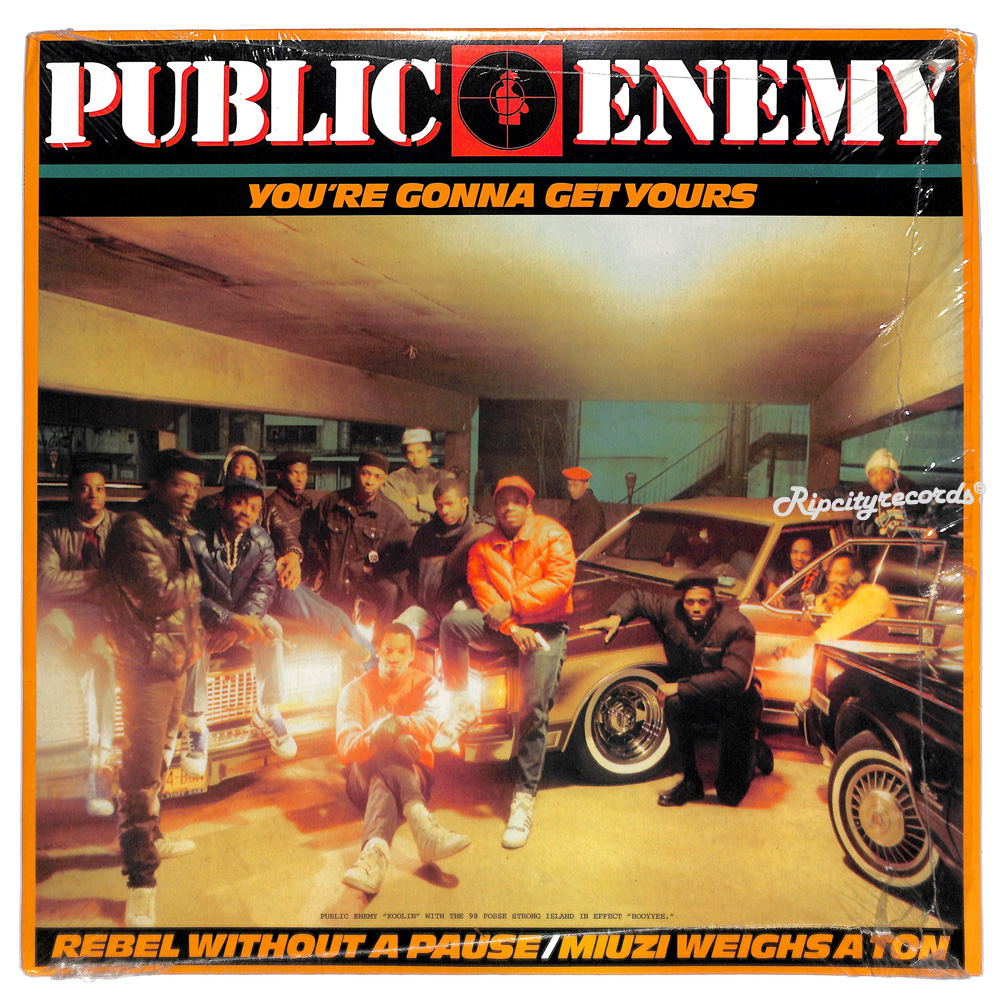 PUBLIC ENEMY
YOU'RE GONNA GET YOURS
Ripcityrecords©
PUBLIC ENEMY "KOOLIN" WITH THE 98 POSSE STRONG ISLAND IN EFFECT "BOOYYEE."
REBEL WITHOUT A PAUSE/MIUZI WEIGHS A TON